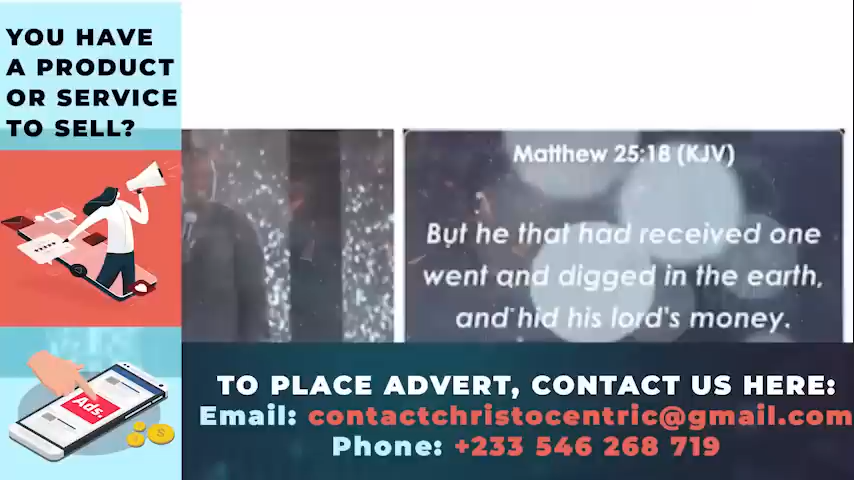 YOU HAVE
A PRODUCT
OR SERVICE
TO SELL?
Matthew 25:18 (KJV)
But he that had received one
went and digged in the earth,
and hid his lord's money.
Ads.
TO PLACE ADVERT, CONTACT US HERE:
Email: contactchristocentric@gmail.com
Phone: +233 546 268 719